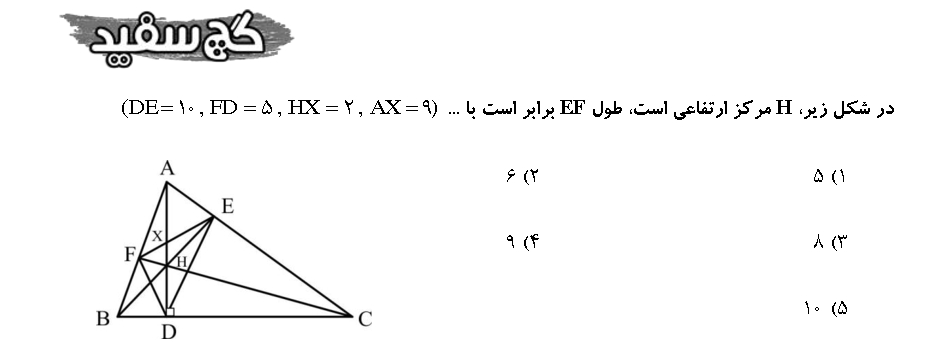 گچ سفید
در شکل زیر، H مرکز ارتفاعی است، طول EF برابر است با ... (DE=۱۰ , FD=۵ , HX=۲ , AX=۹)
۱) ۵ ۲) ۶
۳) ۸ ۴) ۹
۵) ۱۰
A
E
X
F
H
B
D
C